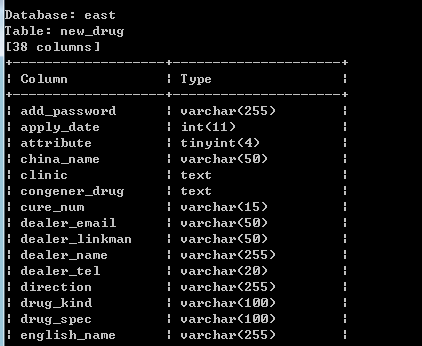 Database: east
Table: new_drug
[38 columns]
+--------------------+---------------------+
¦ Column ¦ Type ¦
+--------------------+---------------------+
¦ add_password ¦ varchar(255) ¦
¦ apply_date ¦ int(11) ¦
¦ attribute ¦ tinyint(4) ¦
¦ china_name ¦ varchar(50) ¦
¦ clinic ¦ text ¦
¦ congener_drug ¦ text ¦
¦ cure_num ¦ varchar(15) ¦
¦ dealer_email ¦ varchar(50) ¦
¦ dealer_linkman ¦ varchar(50) ¦
¦ dealer_name ¦ varchar(255) ¦
¦ dealer_tel ¦ varchar(20) ¦
¦ direction ¦ varchar(255) ¦
¦ drug_kind ¦ varchar(100) ¦
¦ drug_spec ¦ varchar(100) ¦
¦ english_name ¦ varchar(255) ¦